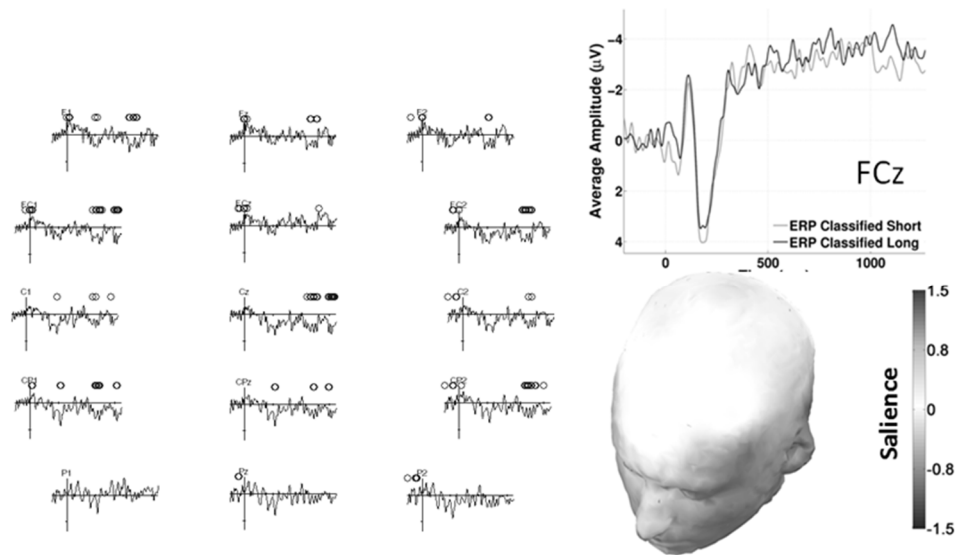 F1 Fz F2
FC1 FCz FC2
C1 Cz C2
CP1 CPz CP2
P1 Pz P2
Average Amplitude (μV)
-4
-2
0
2
4
FCz
ERP Classified Short
ERP Classified Long
0 500 1000
Salience
1.5
0.8
0
-0.8
-1.5